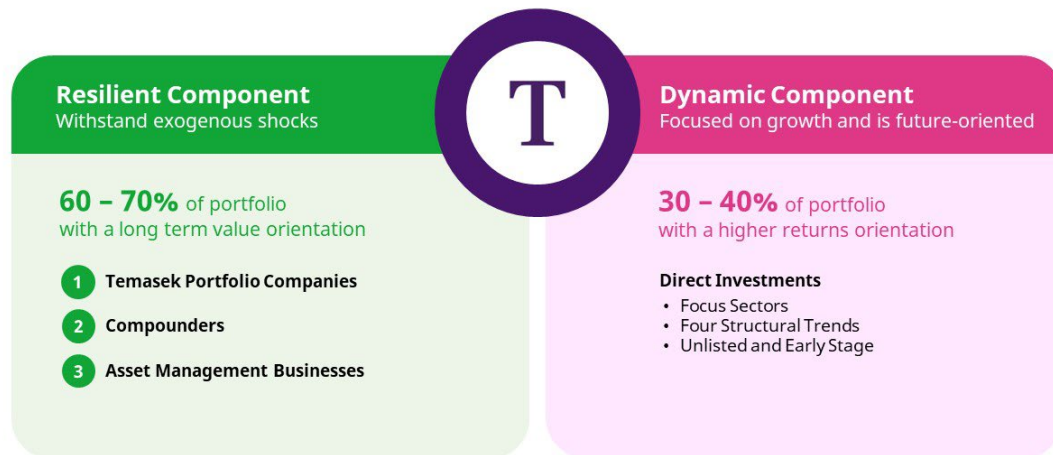 T
Resilient Component
Withstand exogenous shocks
60 – 70% of portfolio
with a long term value orientation
1 Temasek Portfolio Companies
2 Compounders
3 Asset Management Businesses
Dynamic Component
Focused on growth and is future-oriented
30 – 40% of portfolio
with a higher returns orientation
Direct Investments
• Focus Sectors
• Four Structural Trends
• Unlisted and Early Stage